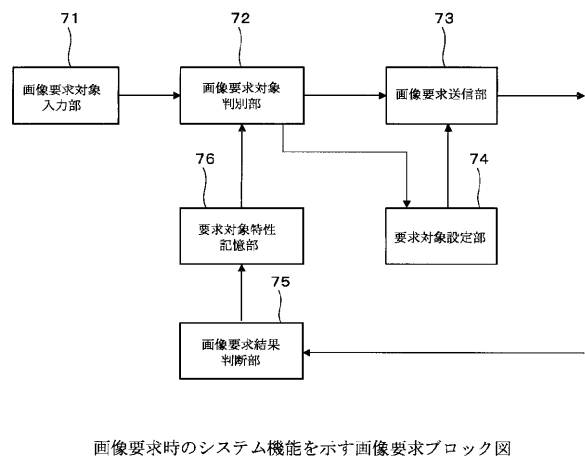 71
72
73
画像要求対象
入力部
画像要求対象
判別部
画像要求送信部
76
74
要求対象特性
記憶部
要求対象設定部
75
画像要求結果
判断部
画像要求時のシステム機能を示す画像要求ブロック図